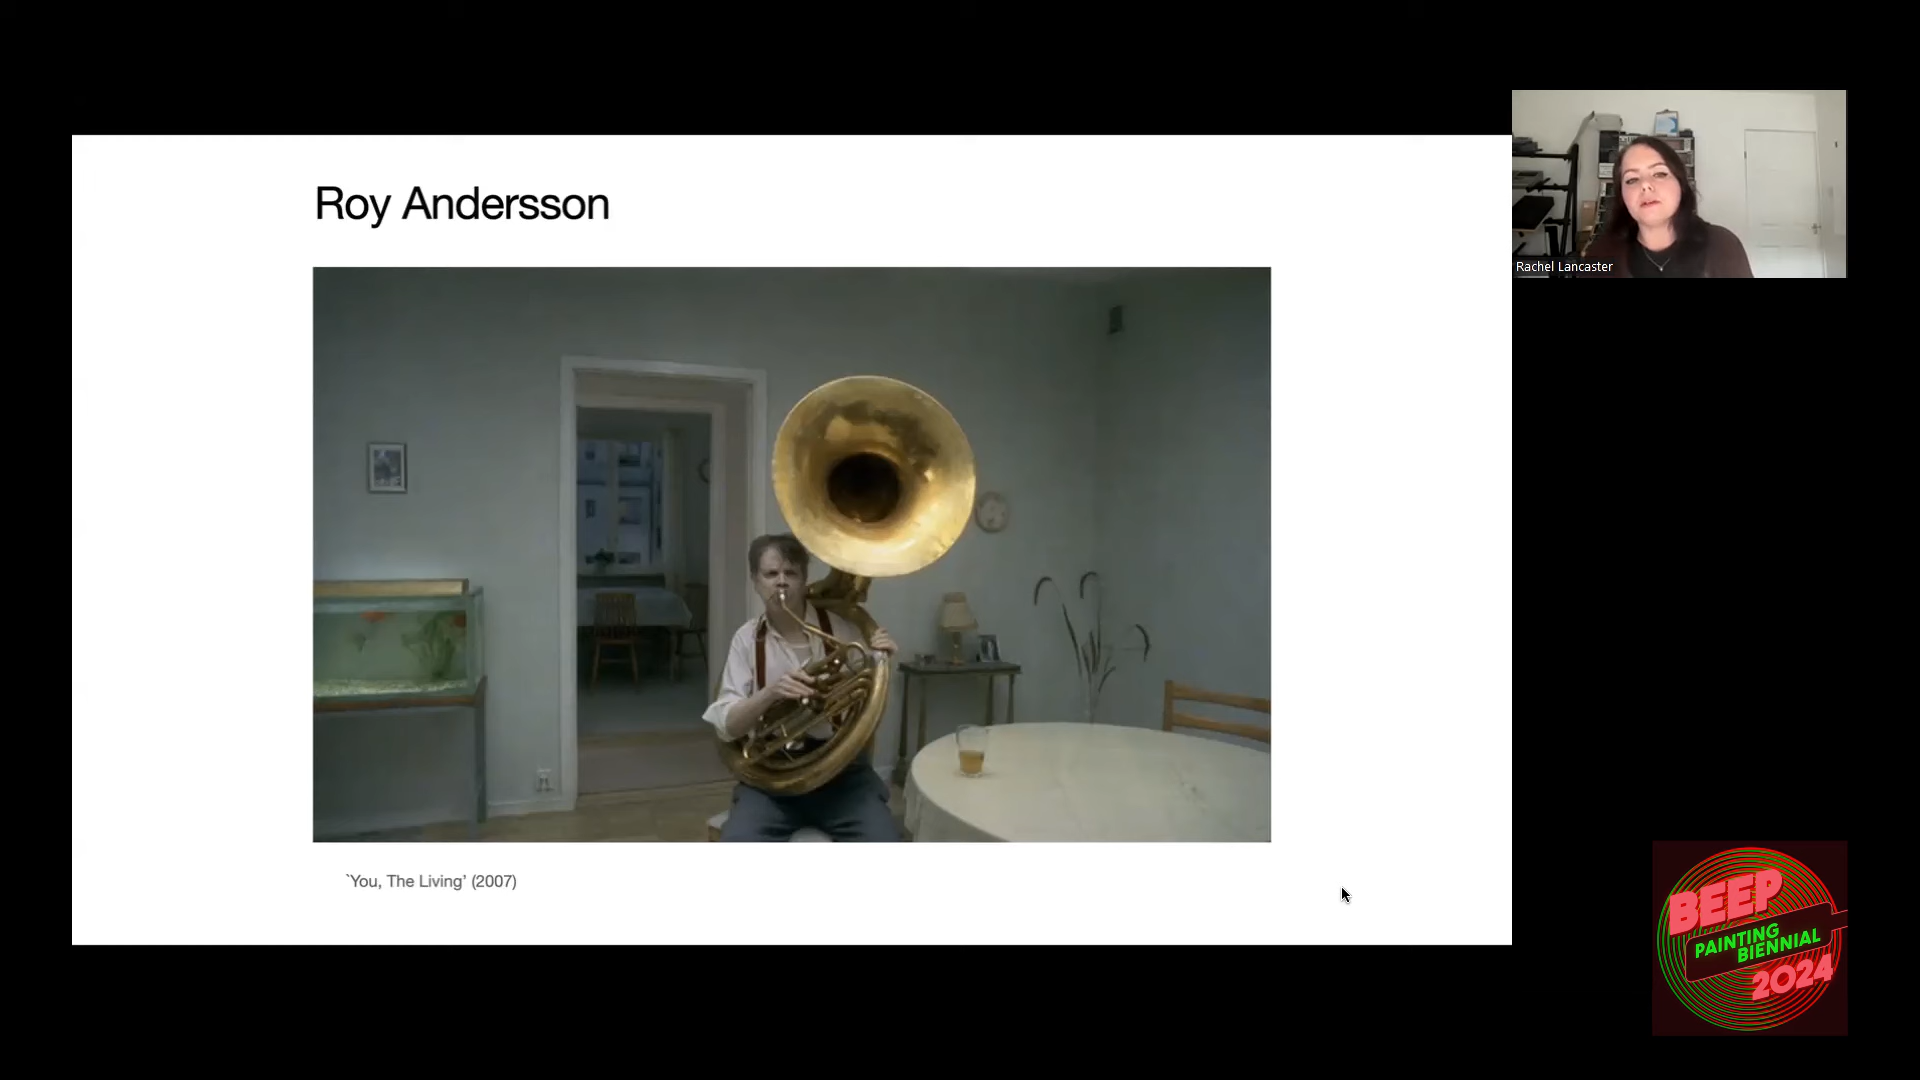 Roy Andersson
Rachel Lancaster
`You, The Living’ (2007)
BEEP
PAINTING
BIENNIAL
2024